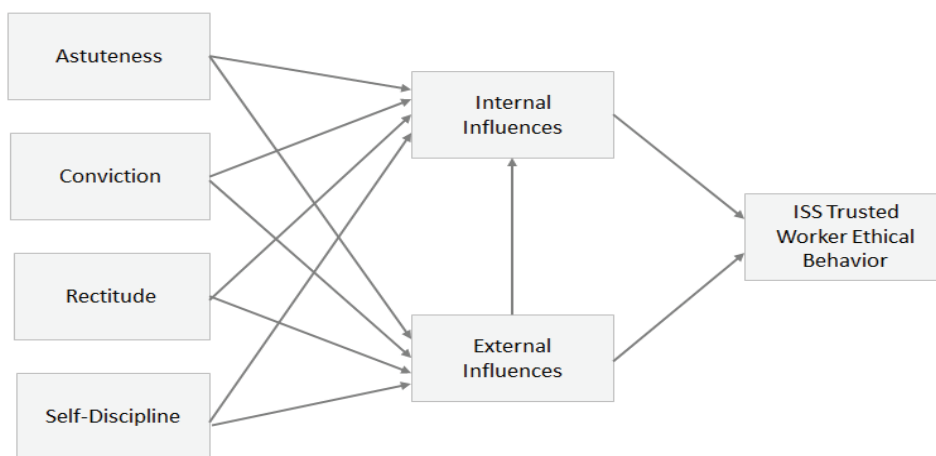 Astuteness
Conviction
Rectitude
Self-Discipline
Internal
Influences
External
Influences
ISS Trusted
Worker Ethical
Behavior